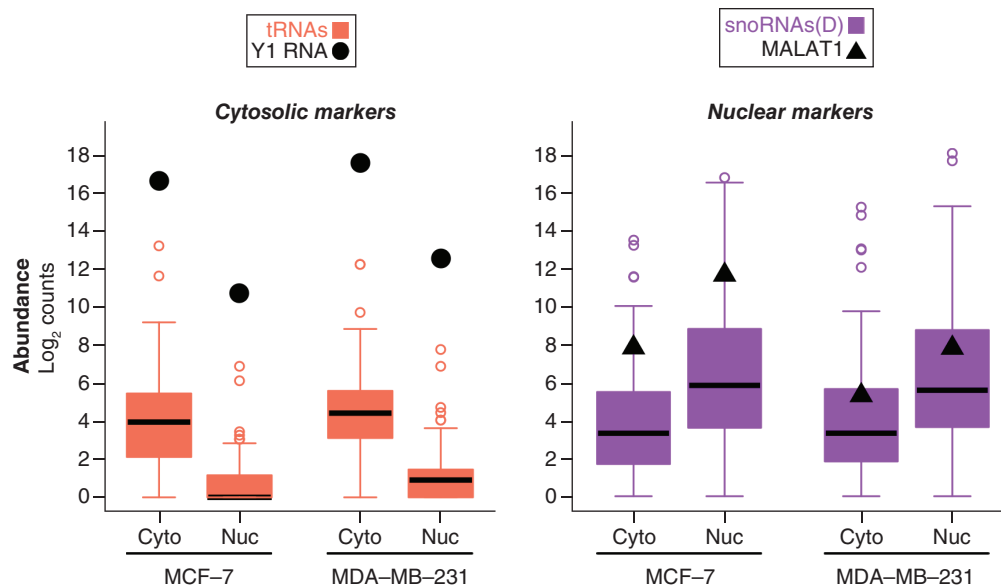 tRNAs
Y1 RNA
snoRNAs(D)
MALAT1
Cytosolic markers
Nuclear markers
Abundance
Log₂ counts
18
16
14
12
10
8
6
4
2
0
18
16
14
12
10
8
6
4
2
0
Cyto Nuc Cyto Nuc
MCF–7 MDA–MB–231
Cyto Nuc Cyto Nuc
MCF–7 MDA–MB–231